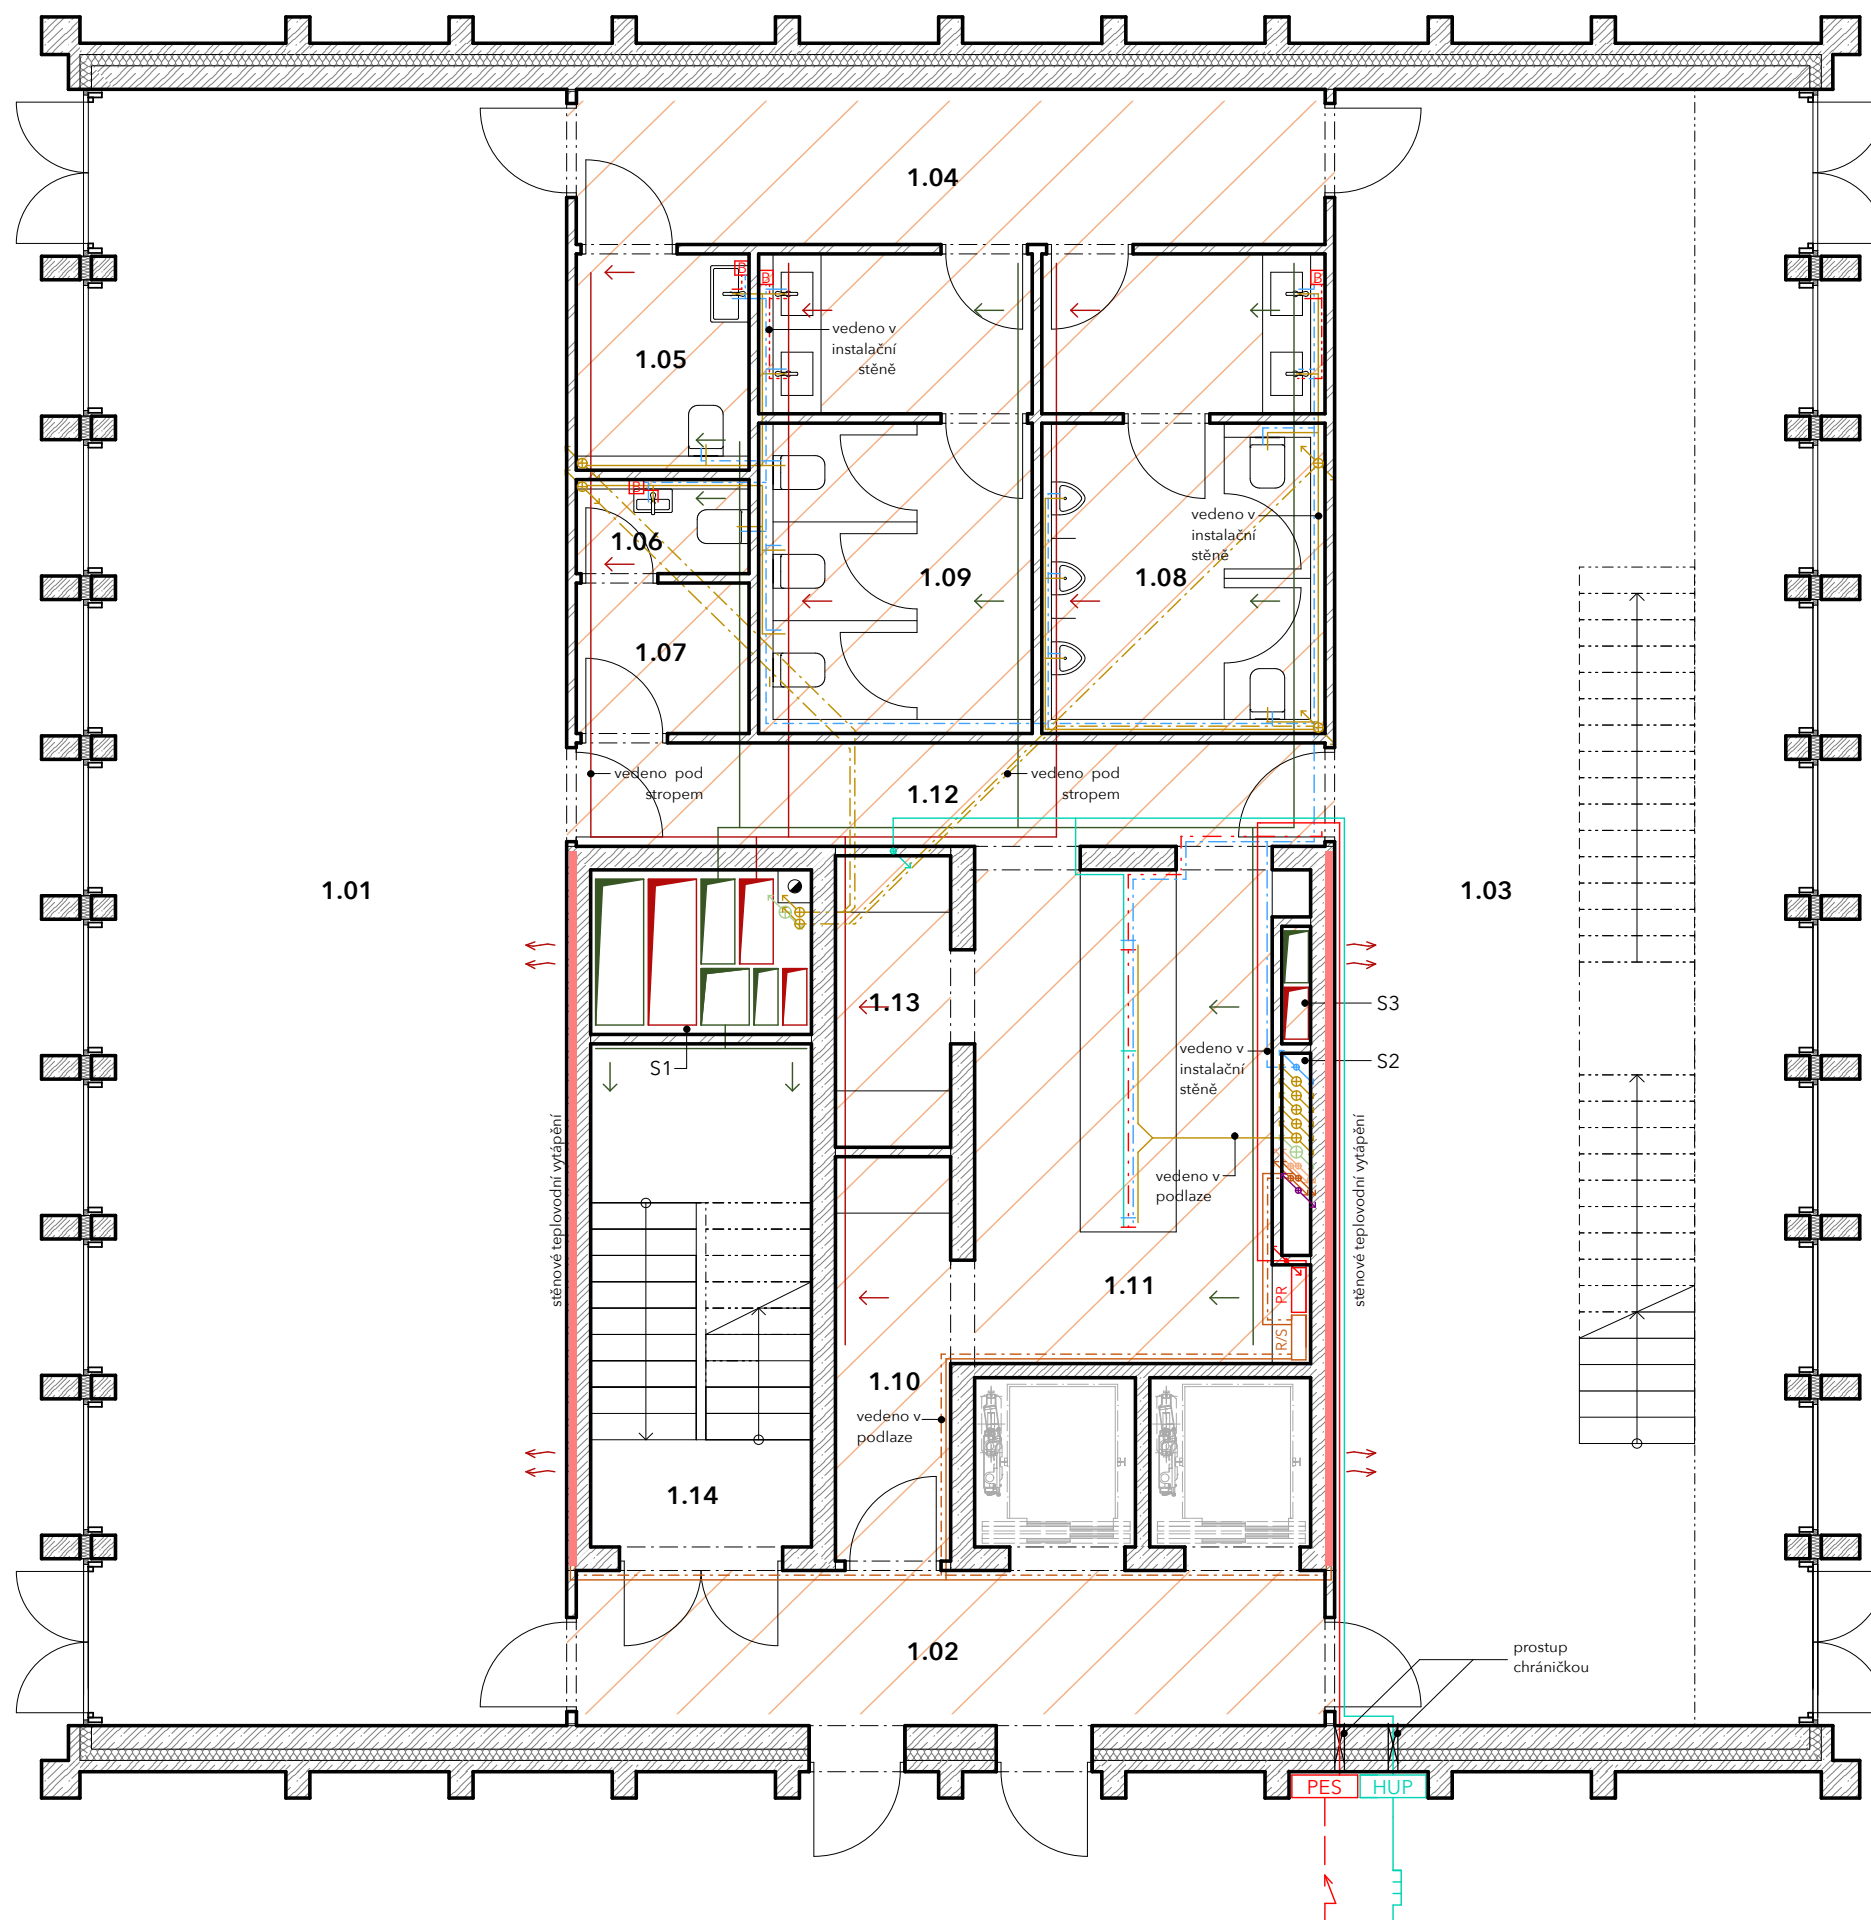 1.04
B
B
B
vedeno v
instalační
stěně
1.05
B
vedeno v
instalační
stěně
1.06
1.09
1.08
1.07
vedeno pod
stropem
vedeno pod
stropem
1.12
1.01
1.03
1.13
S3
vedeno v
instalační
stěně
S2
S1
stěnové teplovodní vytápění
stěnové teplovodní vytápění
vedeno v
podlaze
1.11
PR
R/S
1.10
vedeno v
podlaze
1.14
1.02
prostup
chráničkou
PES
HUP